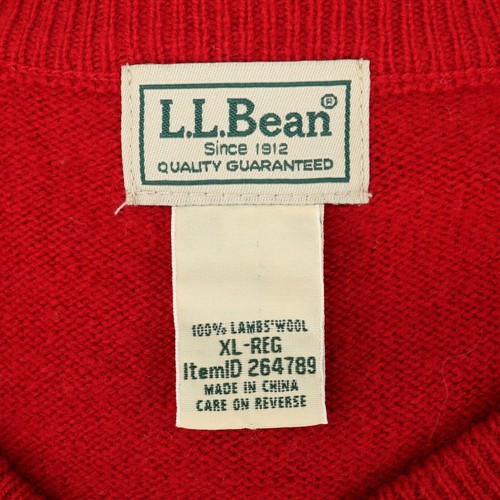 L.L.Bean®
Since 1912
QUALITY GUARANTEED
100% LAMBS'WOOL
XL-REG
ItemID 264789
MADE IN CHINA
CARE ON REVERSE